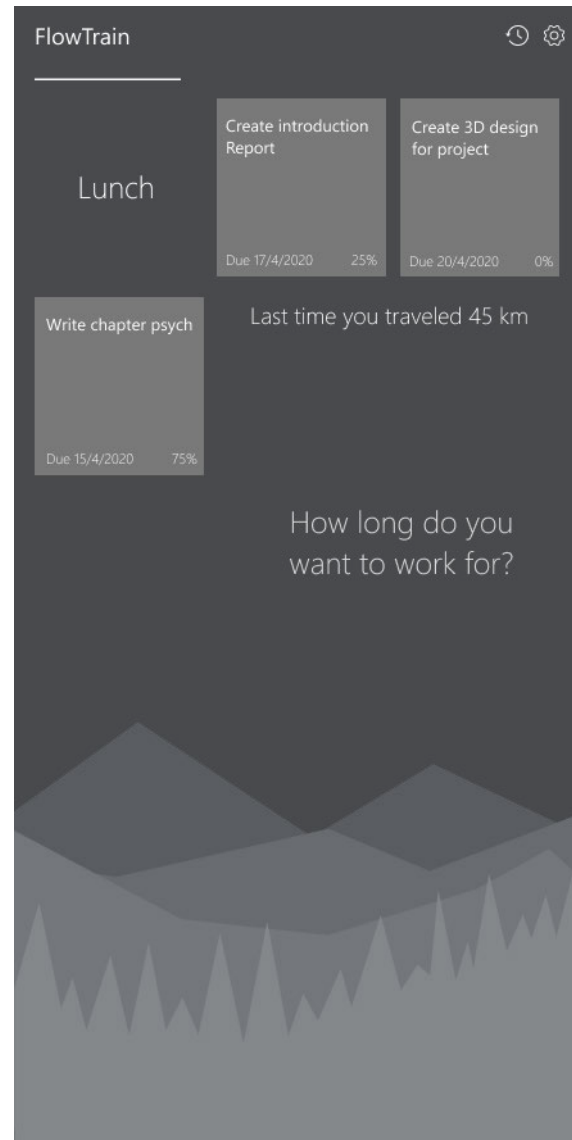 FlowTrain
Lunch
Create introduction
Report
Due 17/4/2020 25%
Create 3D design
for project
Due 20/4/2020 0%
Write chapter psych
Due 15/4/2020 75%
Last time you traveled 45 km
How long do you
want to work for?